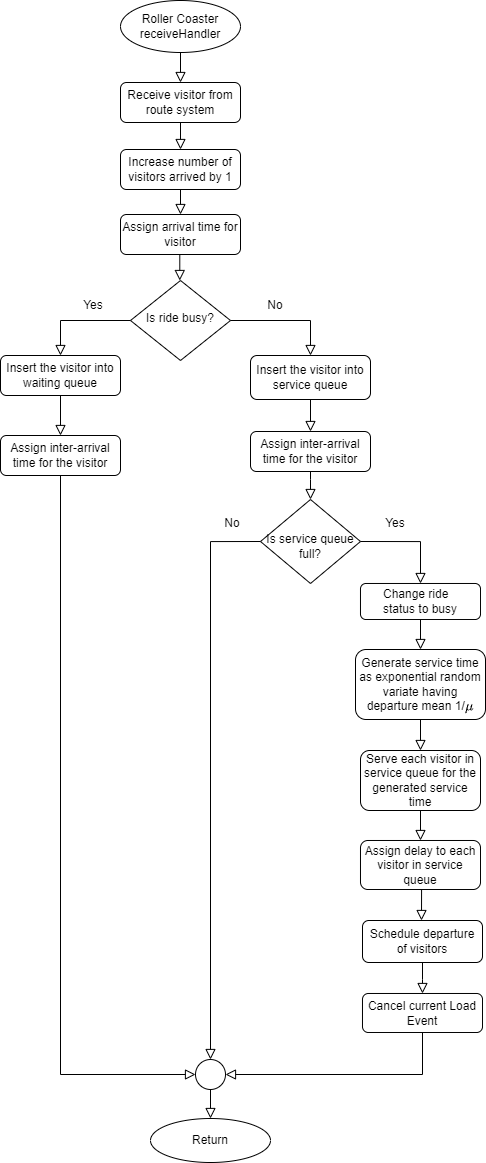 Roller Coaster
receiveHandler
Receive visitor from
route system
Increase number of
visitors arrived by 1
Assign arrival time for
visitor
Is ride busy?
Yes
No
Insert the visitor into
waiting queue
Insert the visitor into
service queue
Assign inter-arrival
time for the visitor
Assign inter-arrival
time for the visitor
Is service queue
full?
No
Yes
Change ride
status to busy
Generate service time
as exponential random
variate having
departure mean 1/μ
Serve each visitor in
service queue for the
generated service
time
Assign delay to each
visitor in service
queue
Schedule departure
of visitors
Cancel current Load
Event
Return